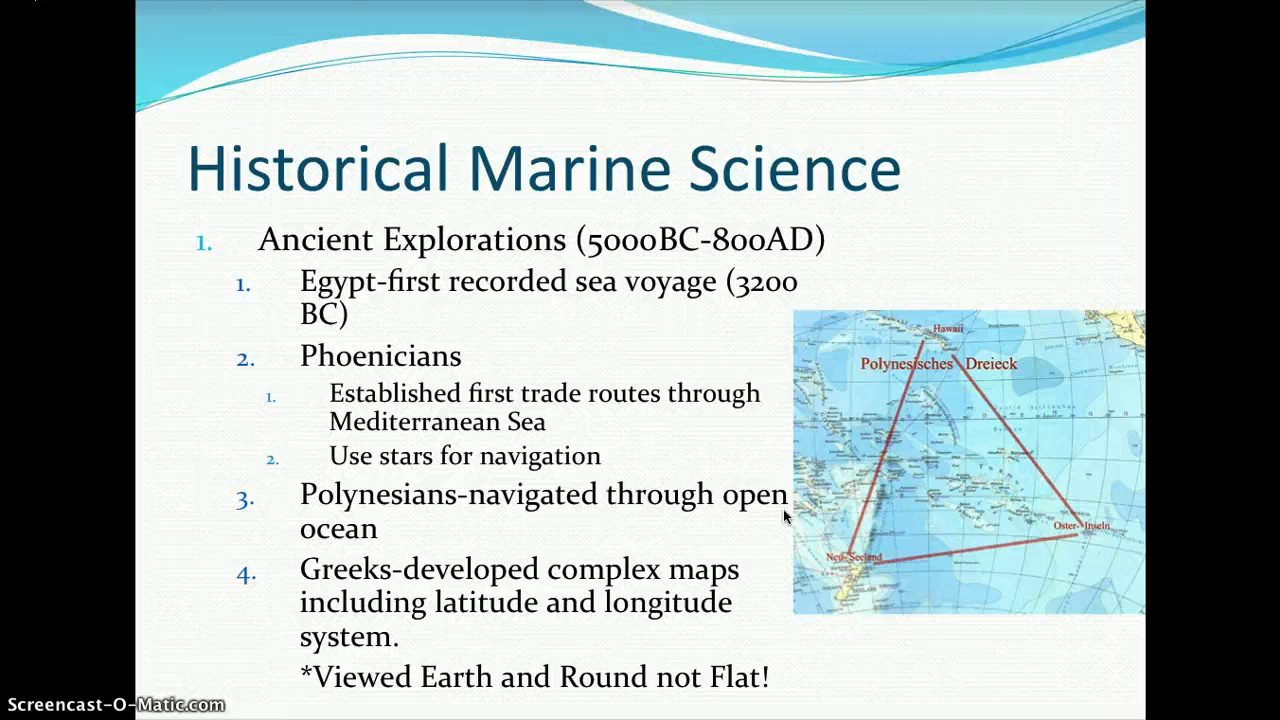 Historical Marine Science
1. Ancient Explorations (5000BC-800AD)
1. Egypt-first recorded sea voyage (3200
BC)
2. Phoenicians
1. Established first trade routes through
Mediterranean Sea
2. Use stars for navigation
3. Polynesians-navigated through open
ocean
4. Greeks-developed complex maps
including latitude and longitude
system.
*Viewed Earth and Round not Flat!
Hawaii
Polynesisches Dreieck
Oster-Inseln
Neu-Seeland
Screencast-O-Matic.com